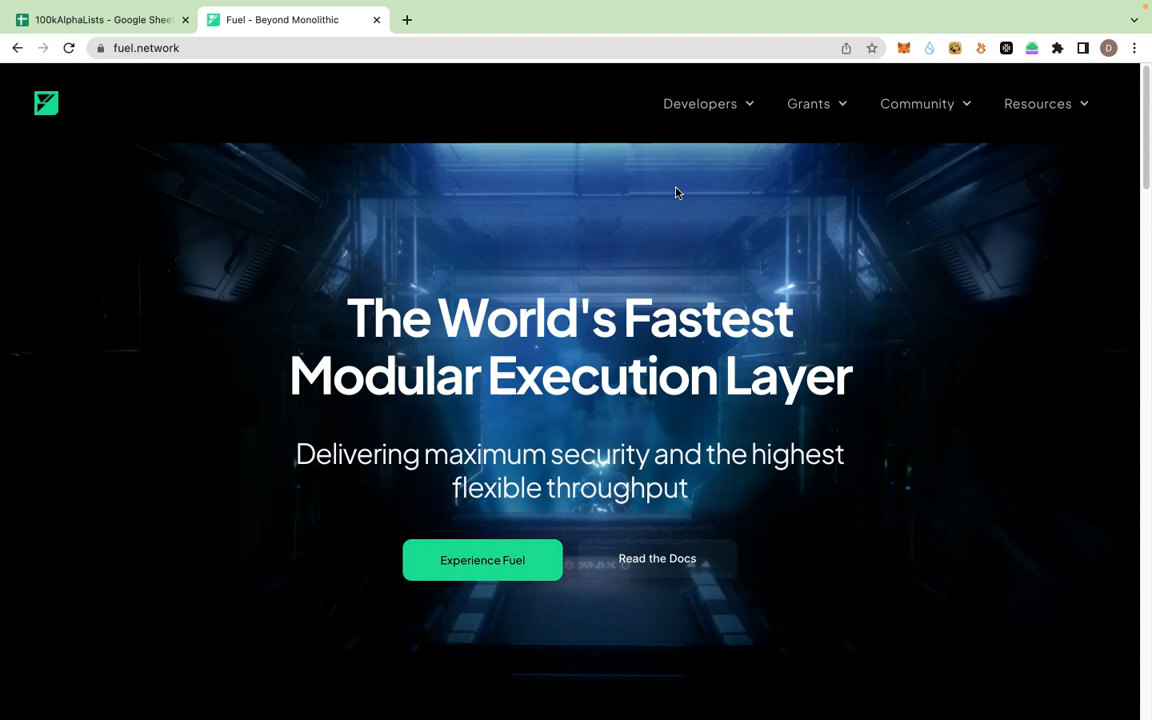 100kAlphaLists - Google Sheet
Fuel - Beyond Monolithic
fuel.network
D
Developers
Grants
Community
Resources
The World's Fastest
Modular Execution Layer
Delivering maximum security and the highest
flexible throughput
Experience Fuel
Read the Docs